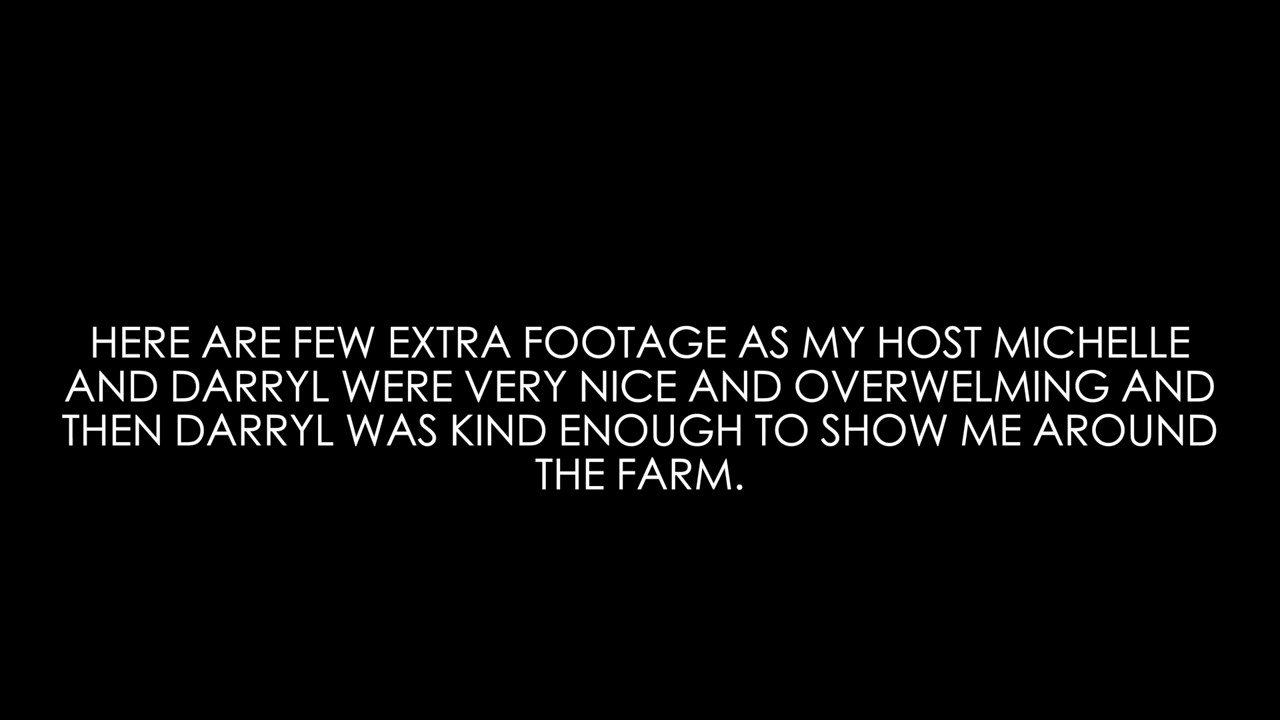 HERE ARE FEW EXTRA FOOTAGE AS MY HOST MICHELLE
AND DARRYL WERE VERY NICE AND OVERWELMING AND
THEN DARRYL WAS KIND ENOUGH TO SHOW ME AROUND
THE FARM.